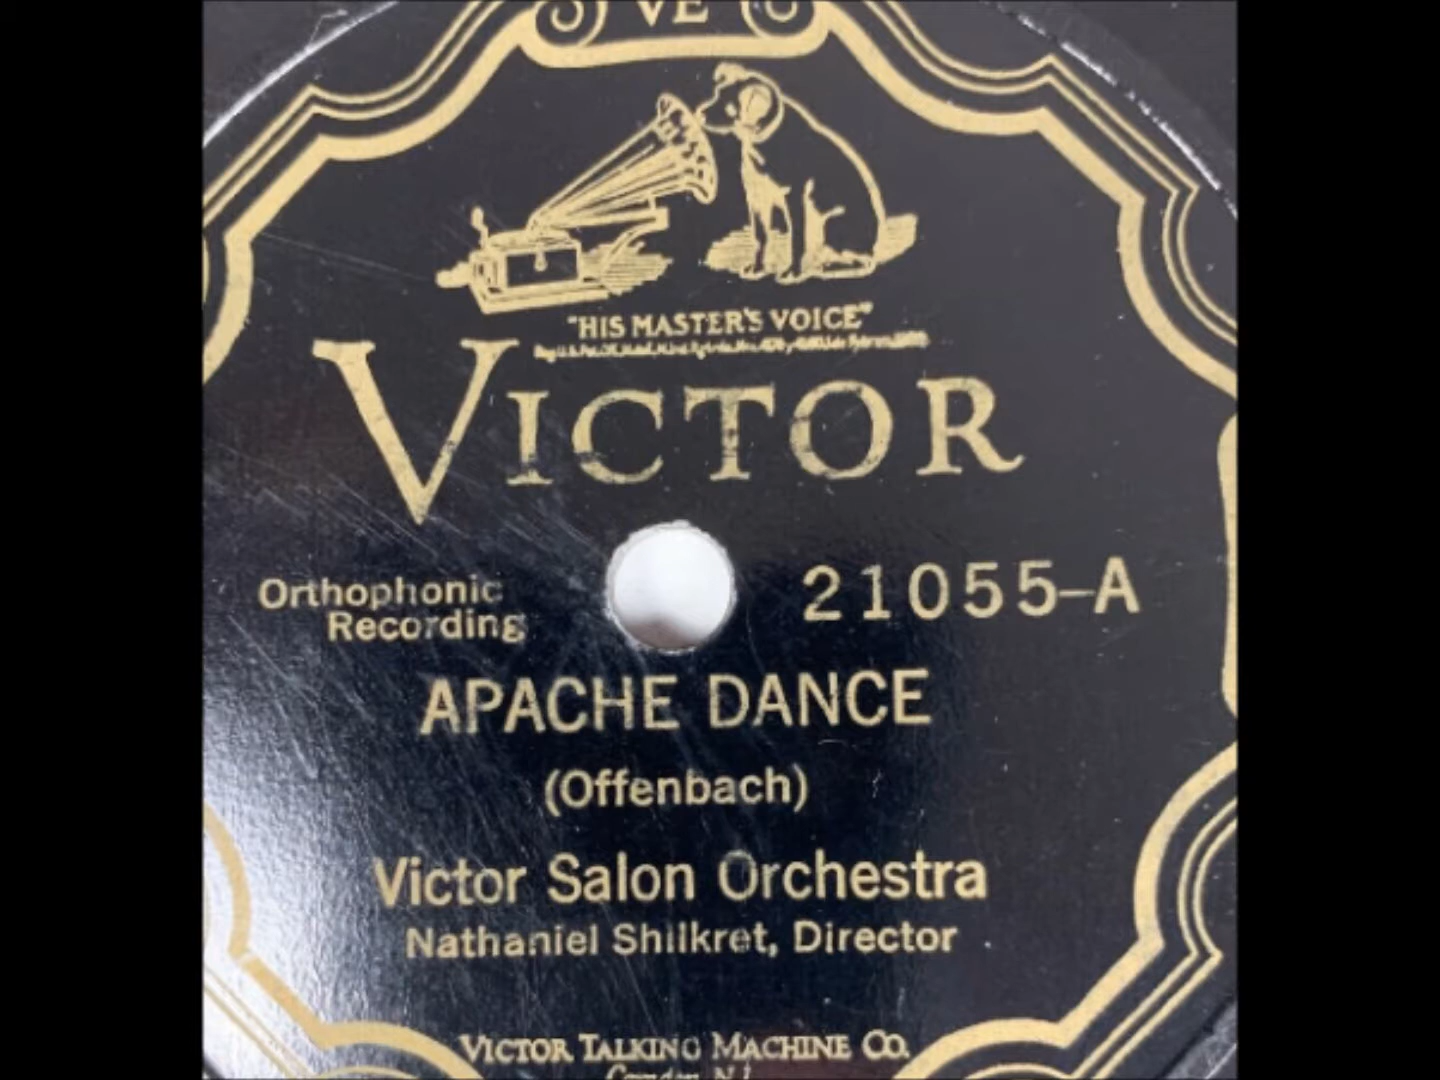 VE
"HIS MASTER'S VOICE"
VICTOR
Orthophonic
Recording
21055-A
APACHE DANCE
(Offenbach)
Victor Salon Orchestra
Nathaniel Shilkret, Director
VICTOR TALKING MACHINE CO.
Camden, N.J.